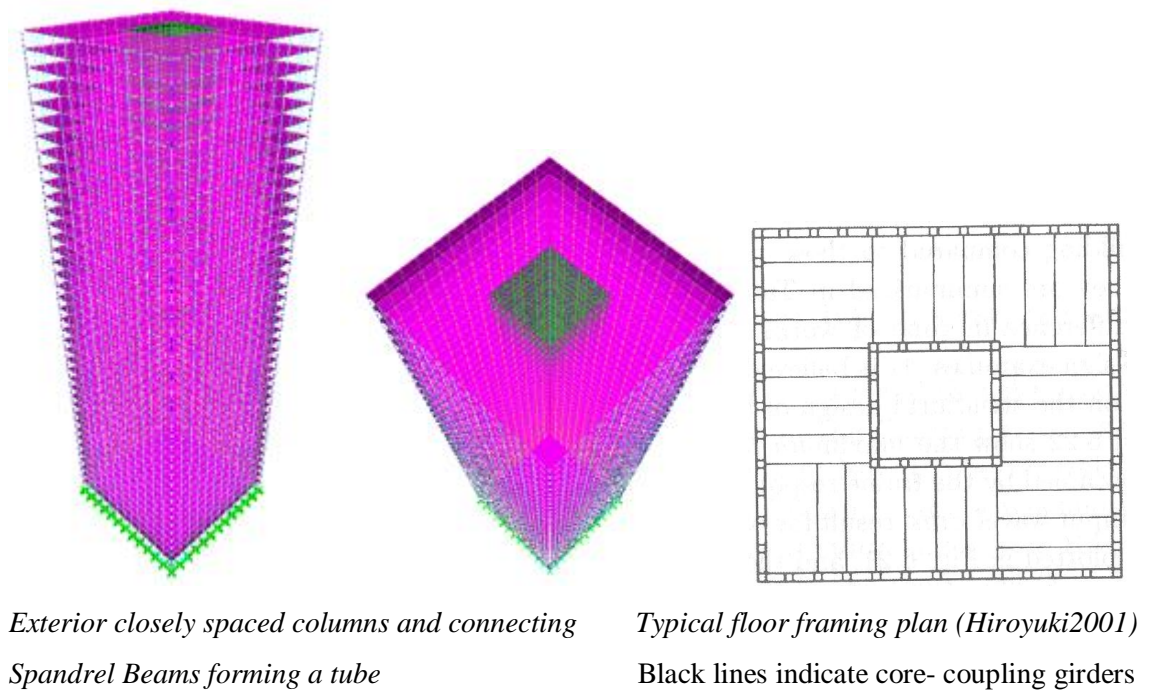 Exterior closely spaced columns and connecting
Spandrel Beams forming a tube
Typical floor framing plan (Hiroyuki2001)
Black lines indicate core- coupling girders